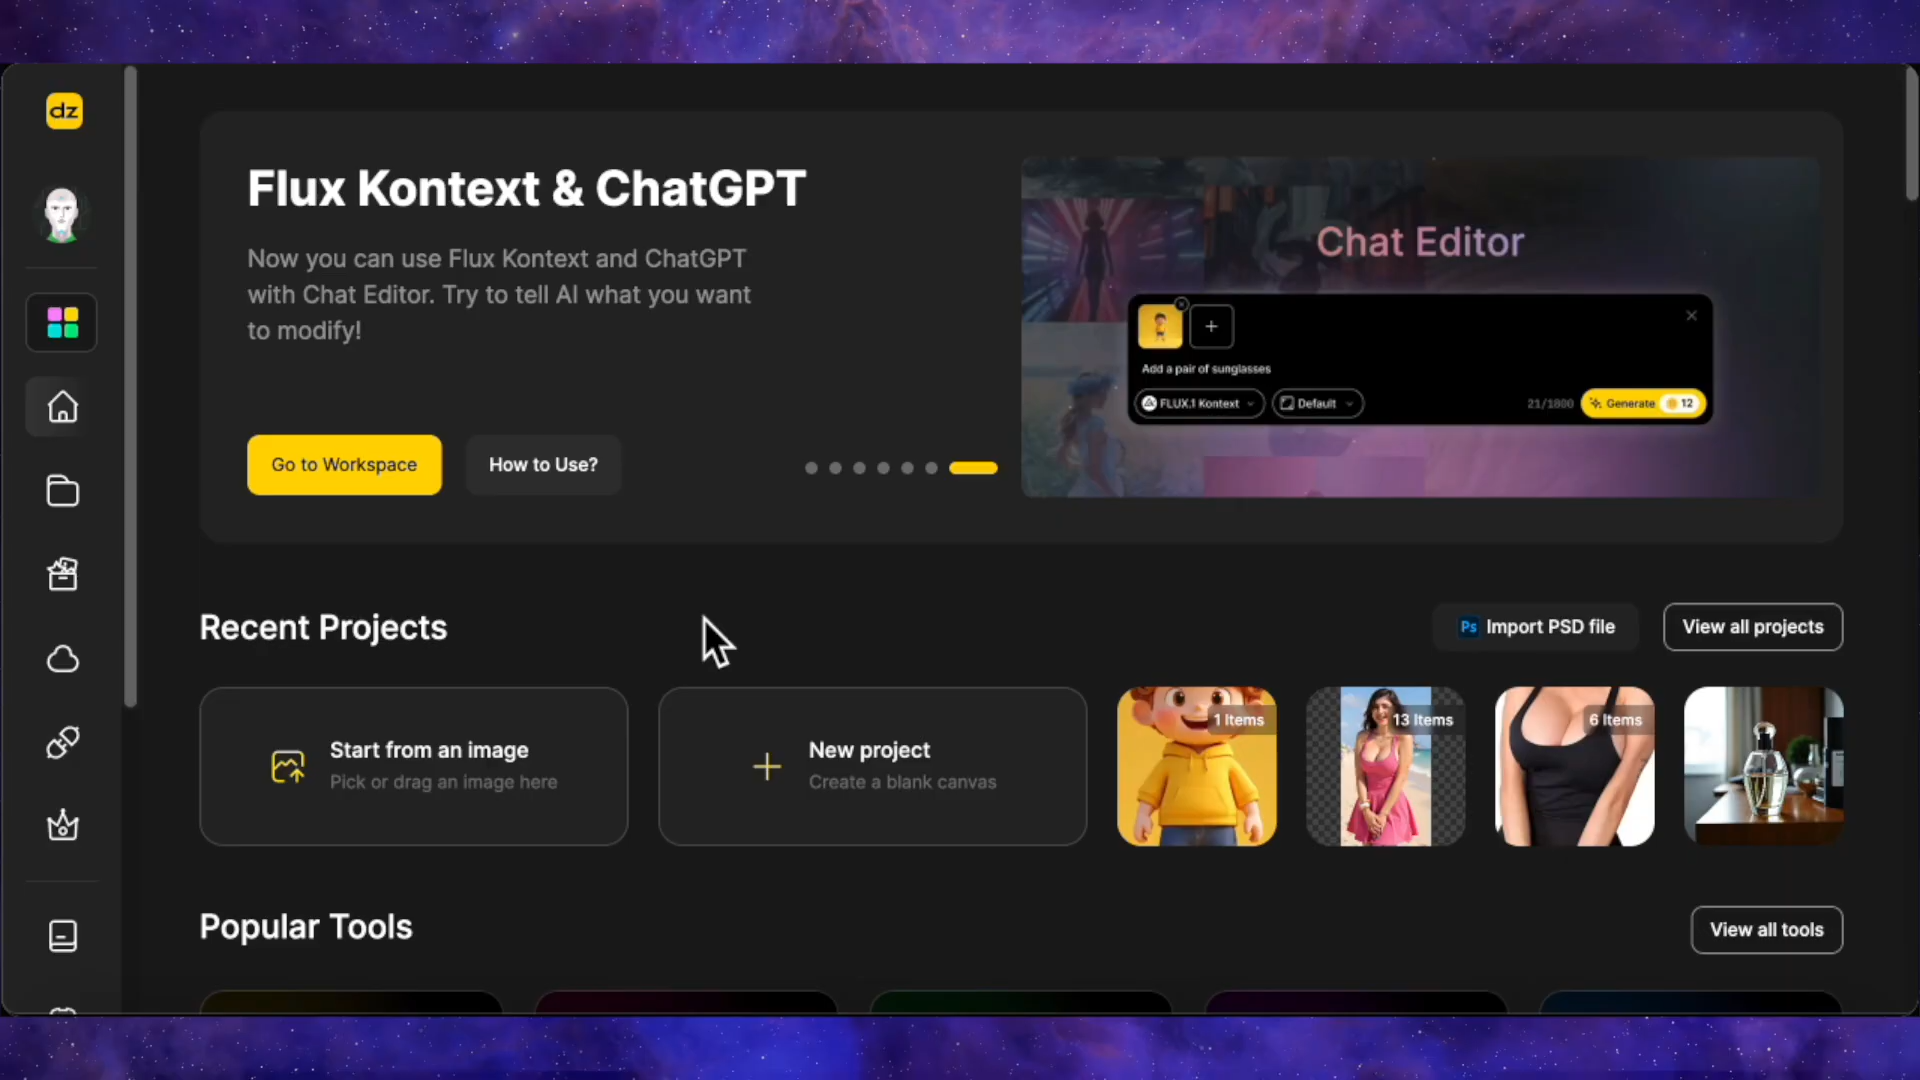 dz
Flux Kontext & ChatGPT
Now you can use Flux Kontext and ChatGPT
with Chat Editor. Try to tell AI what you want
to modify!
Go to Workspace
How to Use?
Chat Editor
Add a pair of sunglasses
FLUX.1 Kontext
Default
21/1800
Generate
12
Recent Projects
Ps Import PSD file
View all projects
Start from an image
Pick or drag an image here
New project
Create a blank canvas
1 Items
13 Items
6 Items
Popular Tools
View all tools